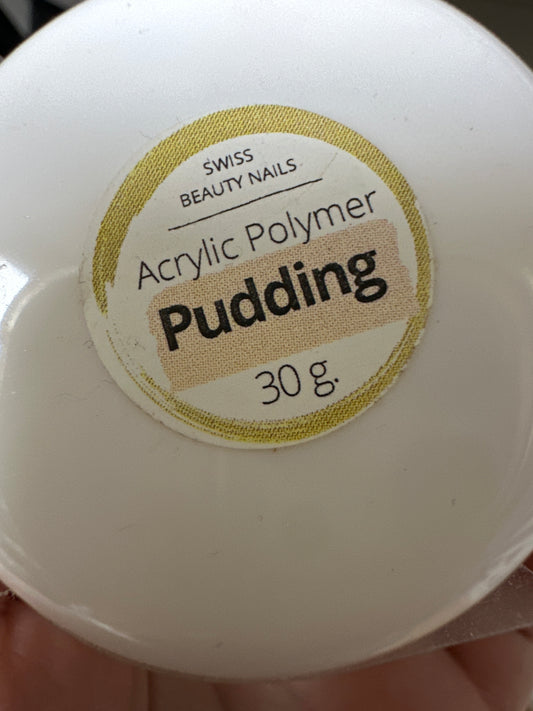 SWISS
BEAUTY NAILS
Acrylic Polymer
Pudding
30 g.